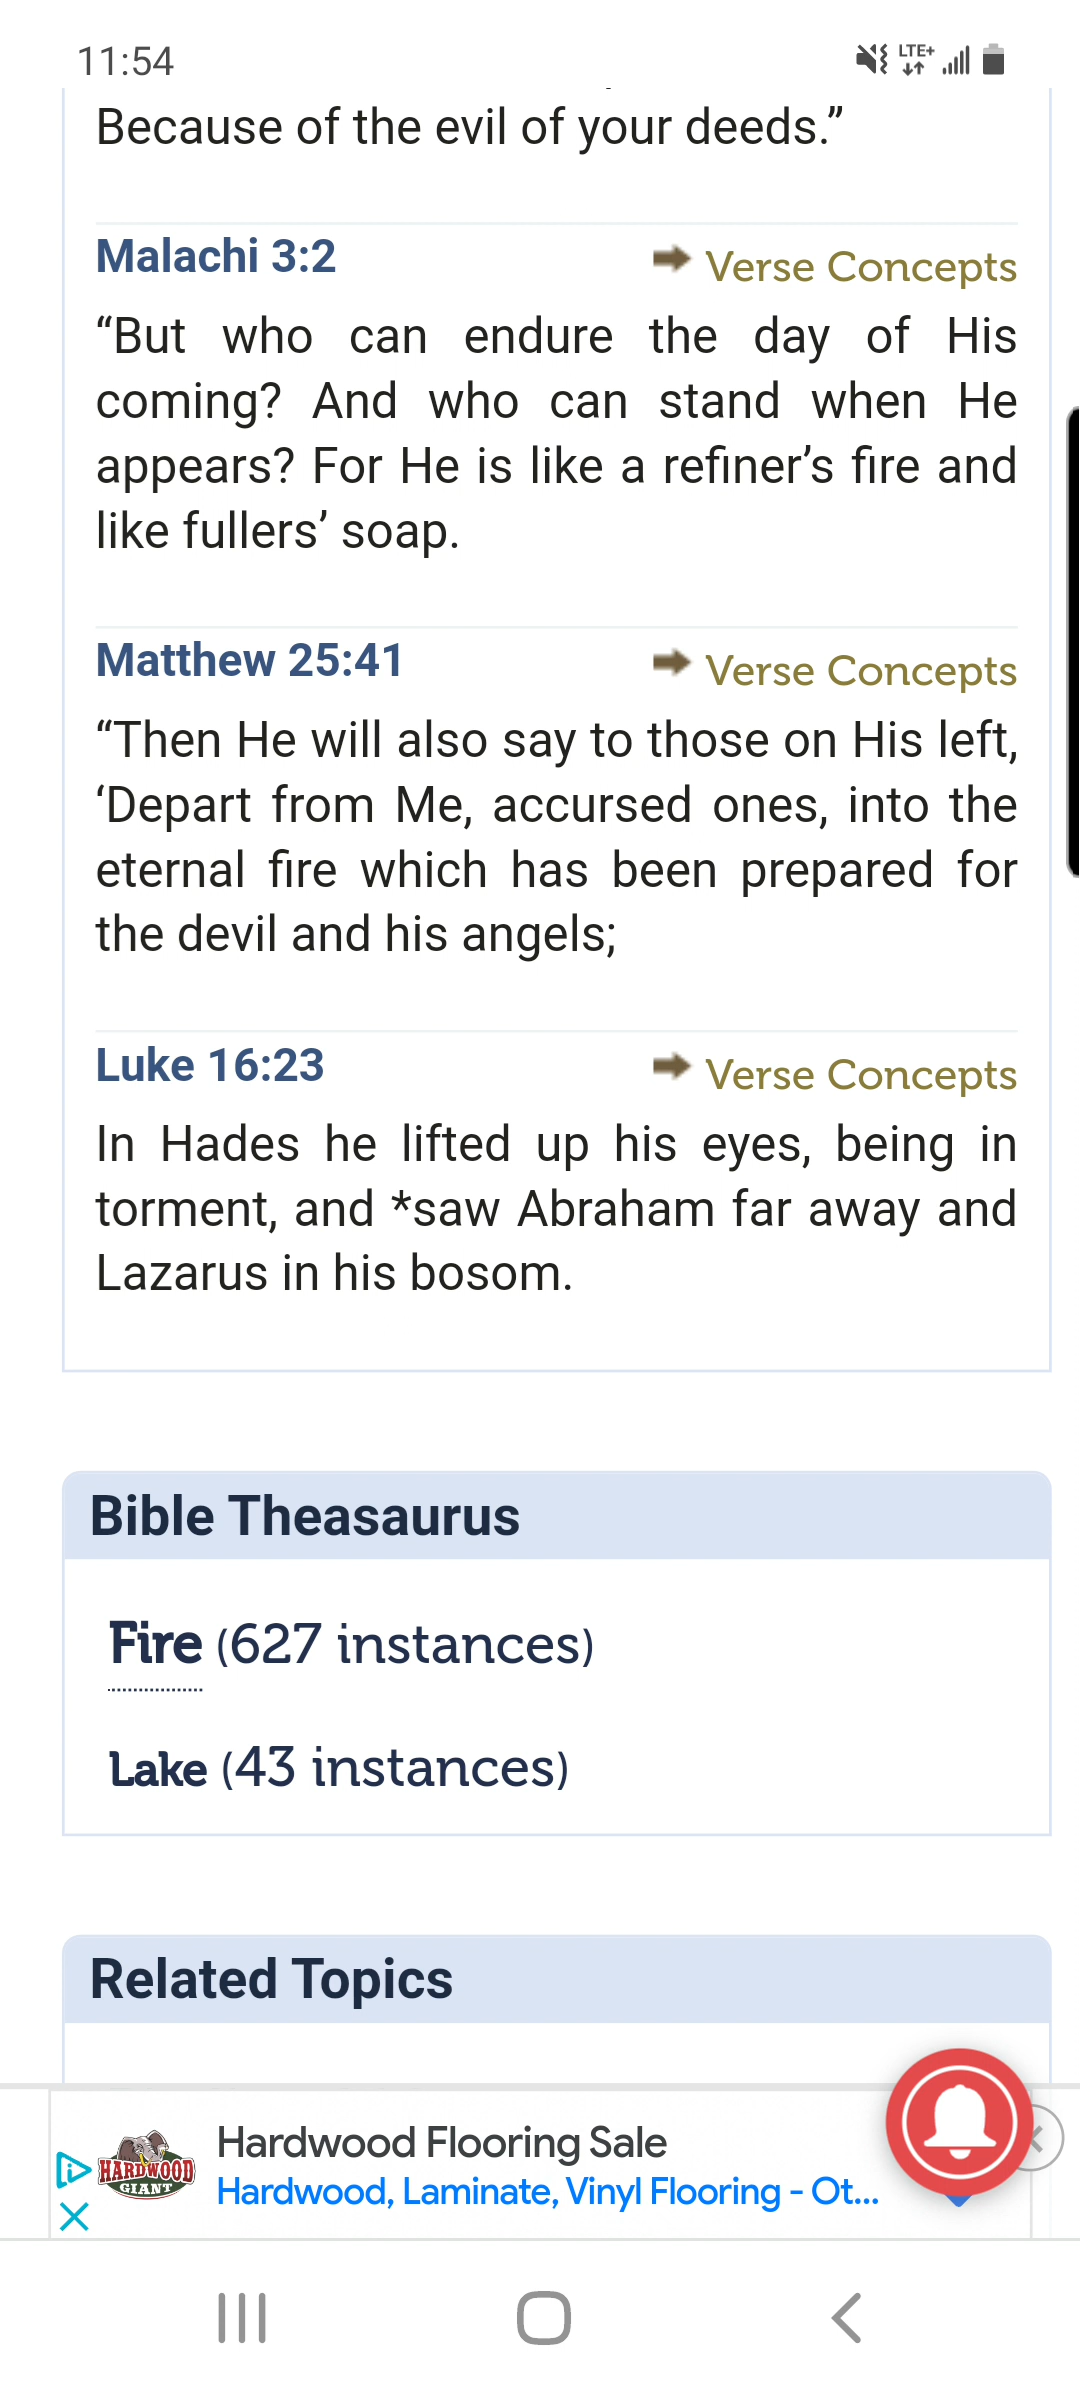 11:54
LTE+
Because of the evil of your deeds.”
Malachi 3:2
Verse Concepts
“But who can endure the day of His
coming? And who can stand when He
appears? For He is like a refiner’s fire and
like fullers’ soap.
Matthew 25:41
Verse Concepts
“Then He will also say to those on His left,
‘Depart from Me, accursed ones, into the
eternal fire which has been prepared for
the devil and his angels;
Luke 16:23
Verse Concepts
In Hades he lifted up his eyes, being in
torment, and *saw Abraham far away and
Lazarus in his bosom.
Bible Theasaurus
Fire (627 instances)
Lake (43 instances)
Related Topics
HARDWOOD
GIANT
Hardwood Flooring Sale
Hardwood, Laminate, Vinyl Flooring - Ot...